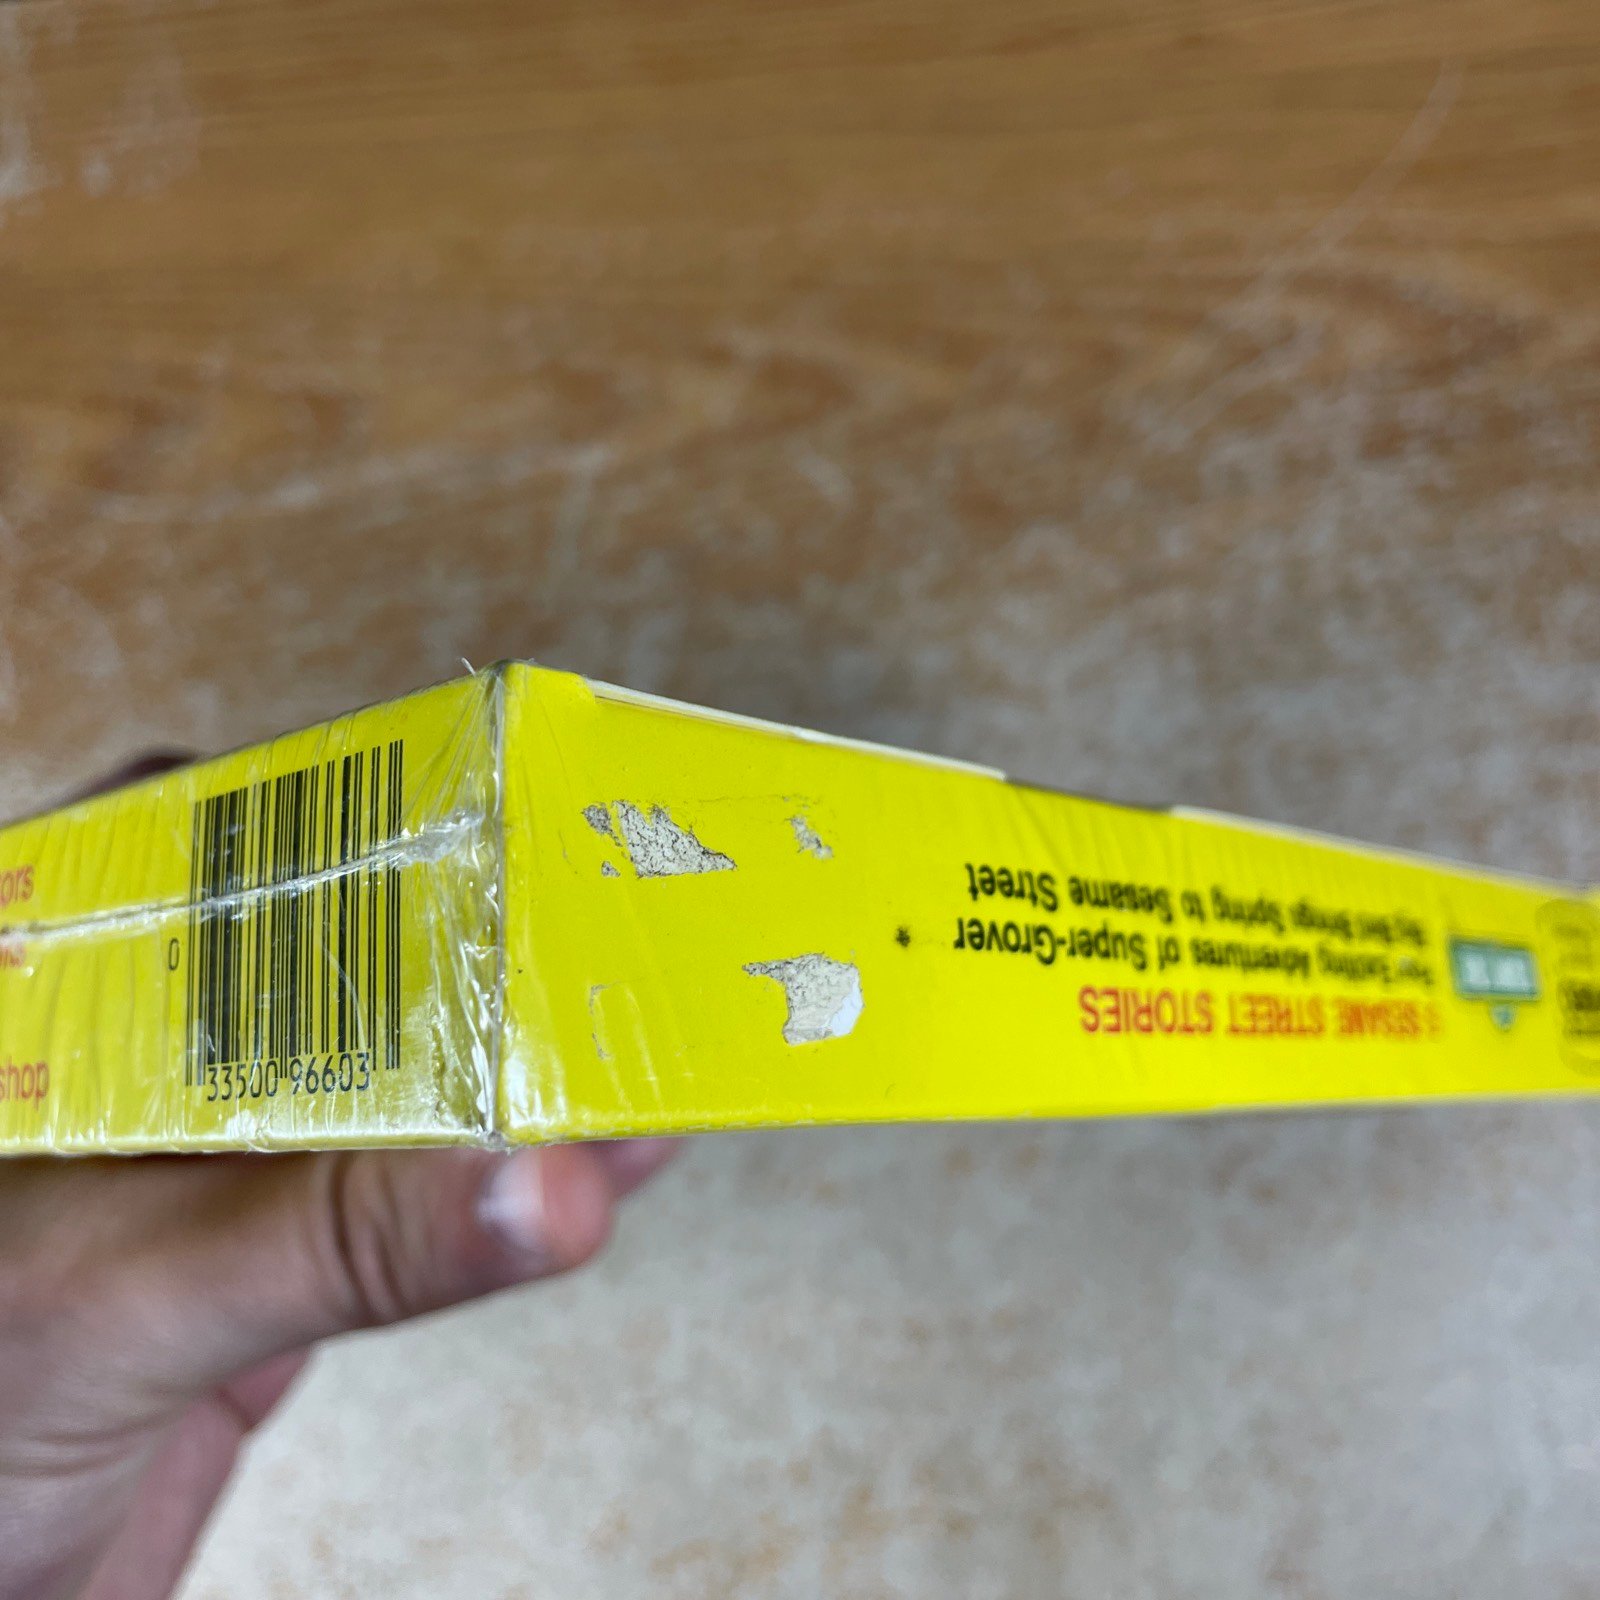 ors
shop
0
33500 96603
3 SESAME STREET STORIES
Four Exciting Adventures of Super-Grover
Big Bird Brings Spring to Sesame Street
*